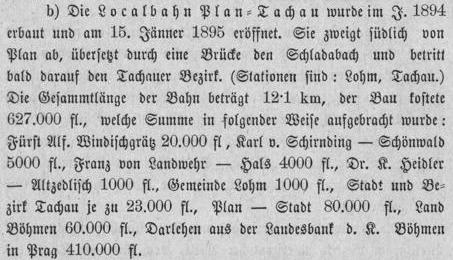 b) Die Localbahn Plan-Tachau wurde im J. 1894
erbaut und am 15. Jänner 1895 eröffnet. Sie zweigt südlich von
Plan ab, übersetzt durch eine Brücke den Schladabach und betritt
bald darauf den Tachauer Bezirk. (Stationen sind: Lohm, Tachau.)
Die Gesammtlänge der Bahn beträgt 12·1 km, der Bau kostete
627.000 fl., welche Summe in folgender Weise aufgebracht wurde:
Fürst Alf. Windischgrätz 20.000 fl, Karl v. Schirnding — Schönwald
5000 fl., Franz von Landwehr — Hals 4000 fl., Dr. K. Heidler
— Altzedlisch 1000 fl., Gemeinde Lohm 1000 fl., Stadt und Be-
zirk Tachau je zu 23.000 fl., Plan — Stadt 80.000 fl., Land
Böhmen 60.000 fl., Darlehen aus der Landesbank d. K. Böhmen
in Prag 410.000 fl.